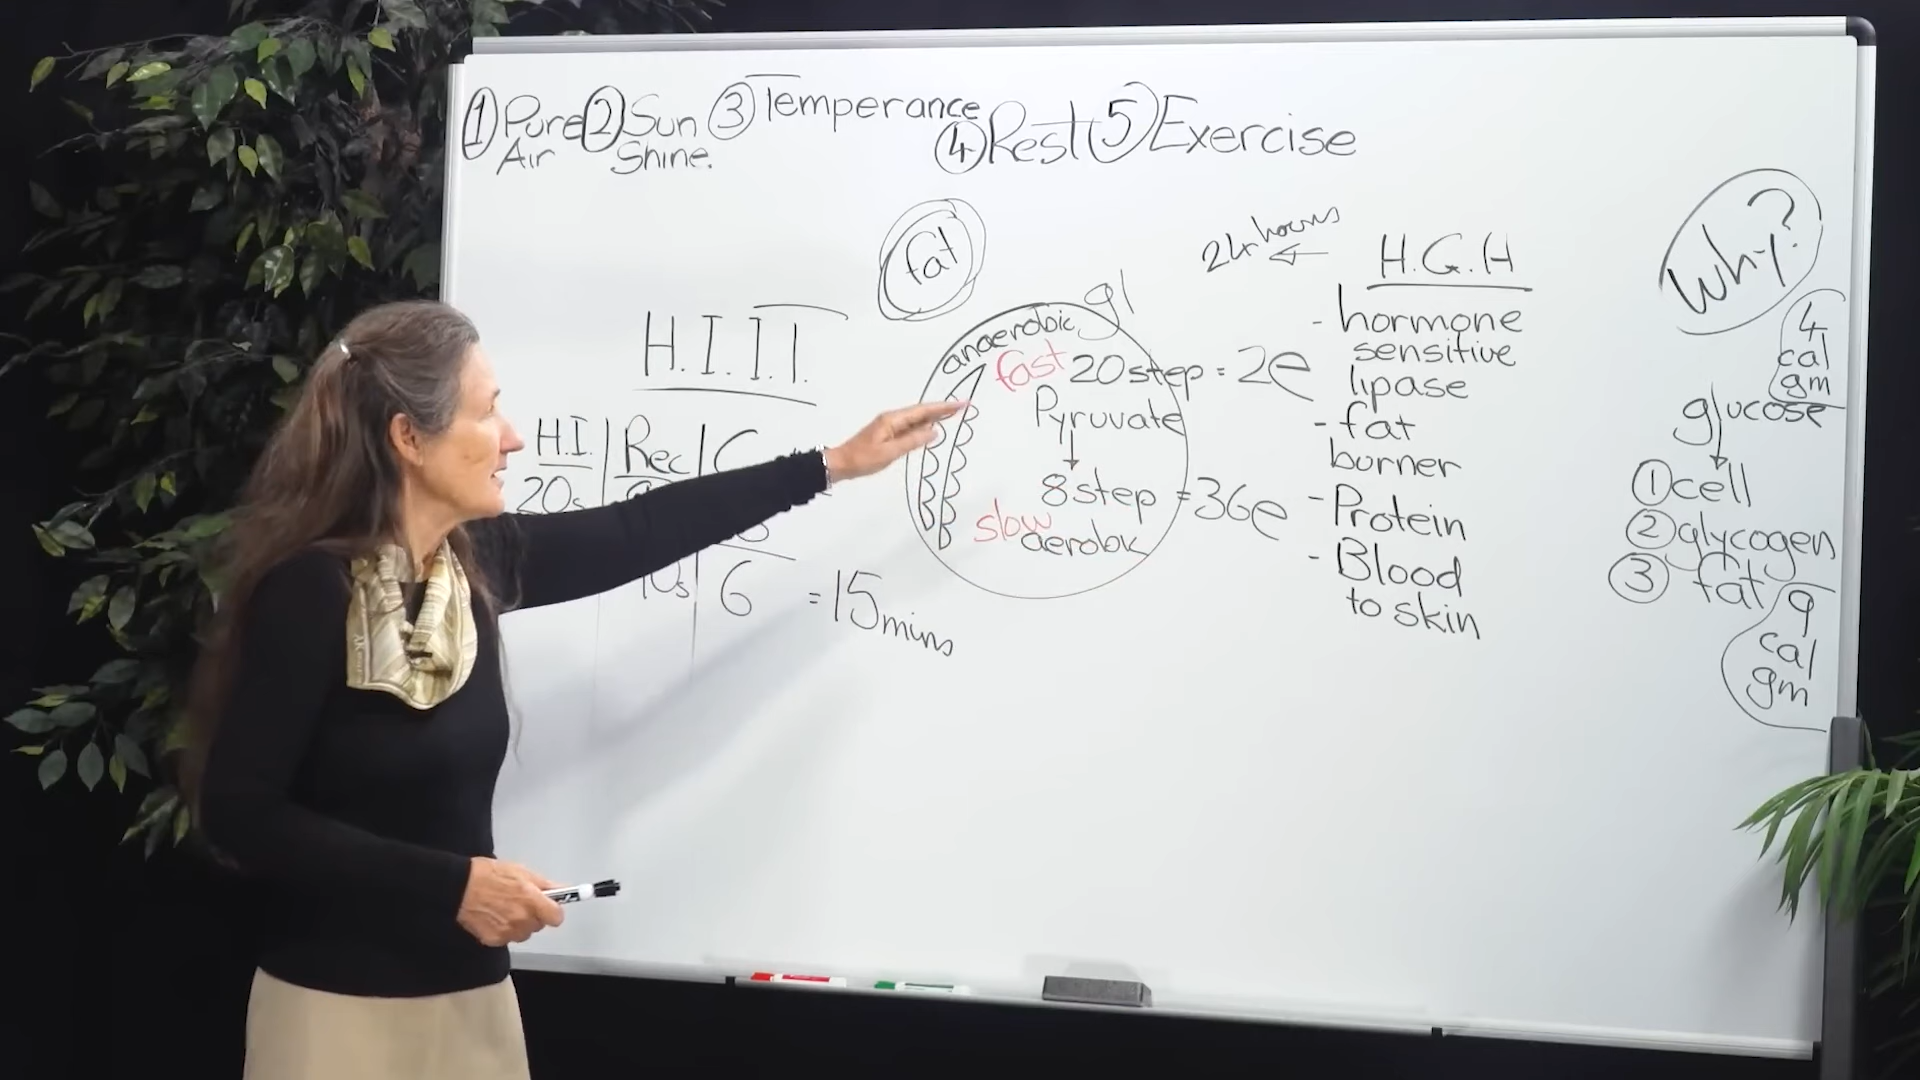 ① Pure ② Sun ③ Temperance
Air Shine.
④ Rest ⑤ Exercise
fat
24 hours ←
H.G.H
- hormone
sensitive
lipase
- fat
burner
- Protein
- Blood
to skin
Why?
4
cal
gm
glucose
↓
① cell
② glycogen
③ fat
9
cal
gm
H.I.I.T.
H.I. Rec C
20s
10s 6 = 15 mins
gl
anaerobic
fast 20 step = 2e
Pyruvate
↓
8 step = 36e
slow
aerobic